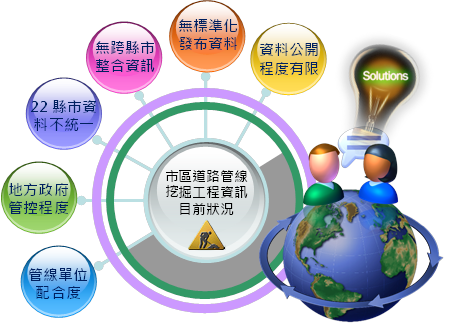 無標準化
發布資料
無跨縣市
整合資訊
資料公開
程度有限
Solutions
22 縣市資
料不統一
地方政府
管控程度
管線單位
配合度
市區道路管線
挖掘工程資訊
目前狀況